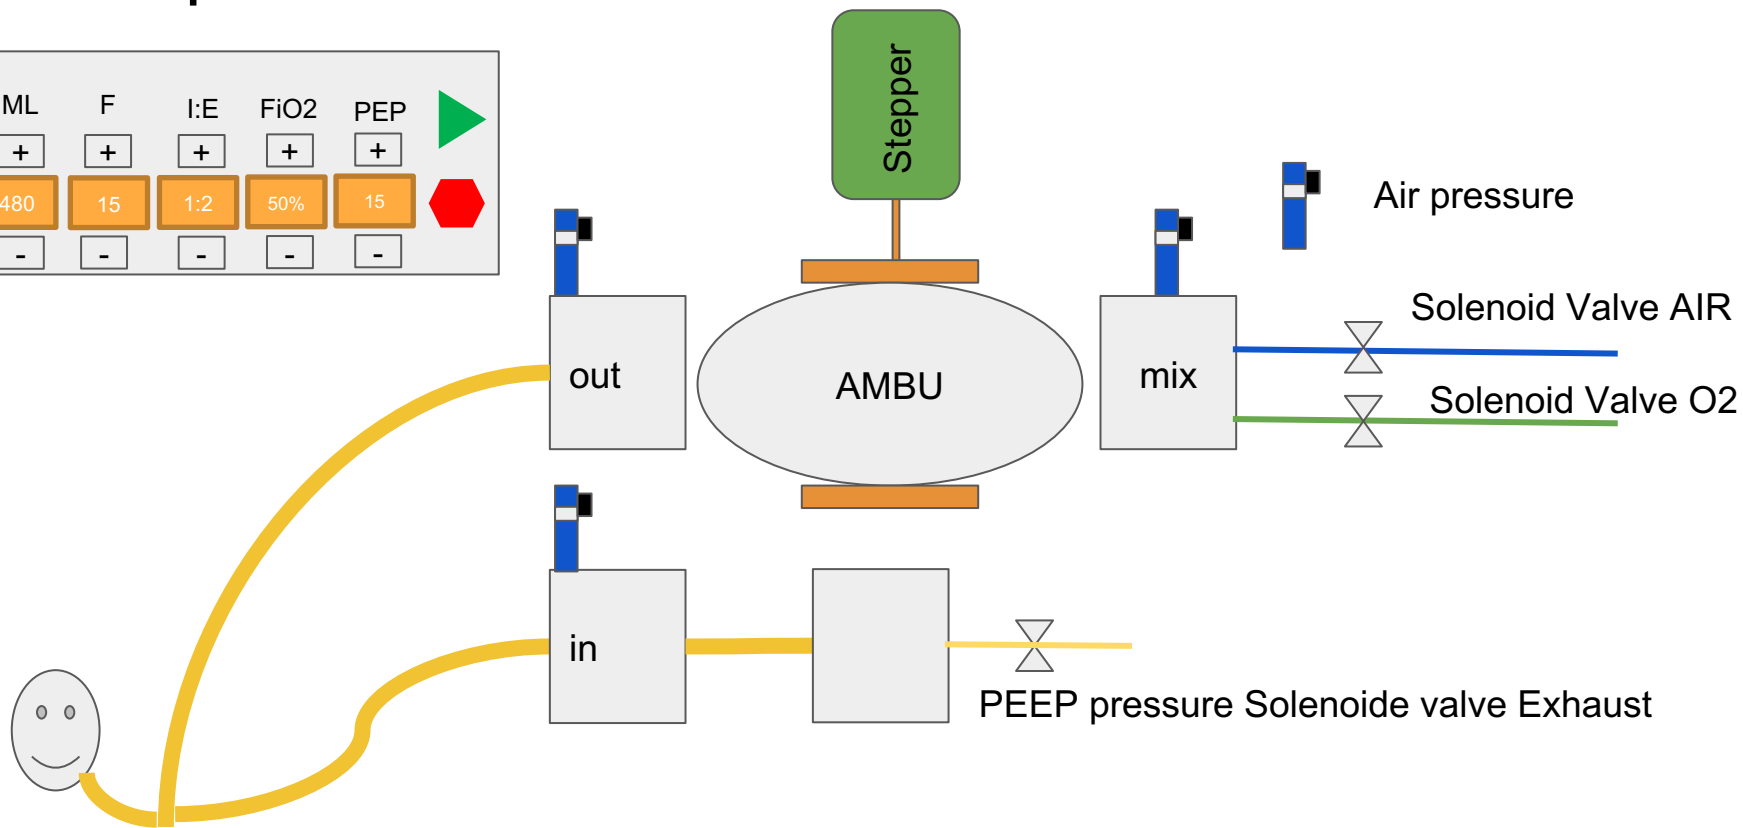 ML F I:E FiO2 PEP
+ + + + +
480 15 1:2 50% 15
- - - - -
Stepper
Air pressure
Solenoid Valve AIR
out
AMBU
mix
Solenoid Valve O2
in
PEEP pressure Solenoide valve Exhaust